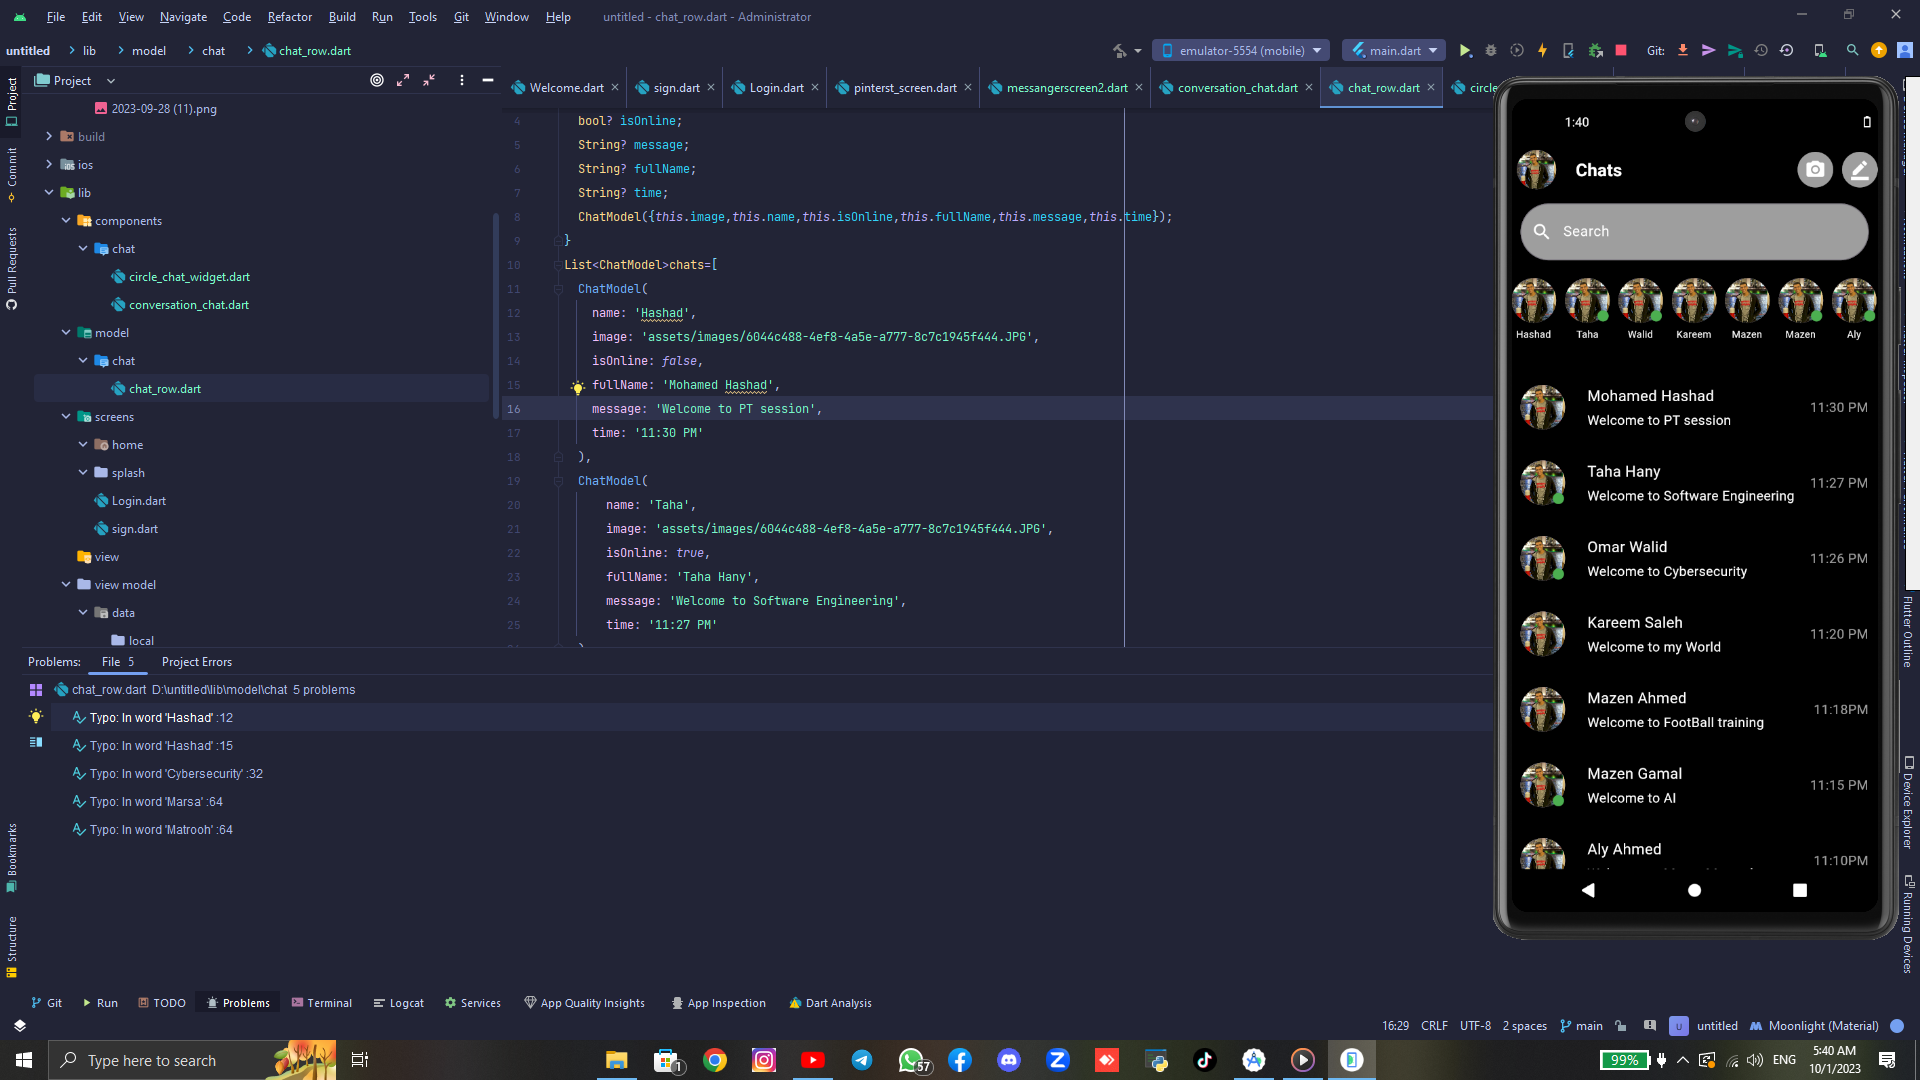 File Edit View Navigate Code Refactor Build Run Tools Git Window Help untitled - chat_row.dart - Administrator
untitled lib model chat chat_row.dart emulator-5554 (mobile) main.dart Git:
Project
Welcome.dart sign.dart Login.dart pinterst_screen.dart messangerscreen2.dart conversation_chat.dart chat_row.dart circle
2023-09-28 (11).png
build
ios
lib
components
chat
circle_chat_widget.dart
conversation_chat.dart
model
chat
chat_row.dart
screens
home
splash
Login.dart
sign.dart
view
view model
data
local
Project
Commit
Pull Requests
Bookmarks
Structure
4 bool? isOnline;
5 String? message;
6 String? fullName;
7 String? time;
8 ChatModel({this.image,this.name,this.isOnline,this.fullName,this.message,this.time});
9 }
10 List<ChatModel>chats=[
11 ChatModel(
12 name: 'Hashad',
13 image: 'assets/images/6044c488-4ef8-4a5e-a777-8c7c1945f444.JPG',
14 isOnline: false,
15 fullName: 'Mohamed Hashad',
16 message: 'Welcome to PT session',
17 time: '11:30 PM'
18 ),
19 ChatModel(
20 name: 'Taha',
21 image: 'assets/images/6044c488-4ef8-4a5e-a777-8c7c1945f444.JPG',
22 isOnline: true,
23 fullName: 'Taha Hany',
24 message: 'Welcome to Software Engineering',
25 time: '11:27 PM'
1:40
Chats
Search
Hashad Taha Walid Kareem Mazen Mazen Aly
Mohamed Hashad
Welcome to PT session
11:30 PM
Taha Hany
Welcome to Software Engineering
11:27 PM
Omar Walid
Welcome to Cybersecurity
11:26 PM
Kareem Saleh
Welcome to my World
11:20 PM
Mazen Ahmed
Welcome to FootBall training
11:18PM
Mazen Gamal
Welcome to AI
11:15 PM
Aly Ahmed
11:10PM
Flutter Outline
Device Explorer
Running Devices
Problems: File 5 Project Errors
chat_row.dart D:\untitled\lib\model\chat 5 problems
Typo: In word 'Hashad' :12
Typo: In word 'Hashad' :15
Typo: In word 'Cybersecurity' :32
Typo: In word 'Marsa' :64
Typo: In word 'Matrooh' :64
Git Run TODO Problems Terminal Logcat Services App Quality Insights App Inspection Dart Analysis
16:29 CRLF UTF-8 2 spaces main U untitled Moonlight (Material)
Type here to search
1
57
99%
ENG
5:40 AM
10/1/2023